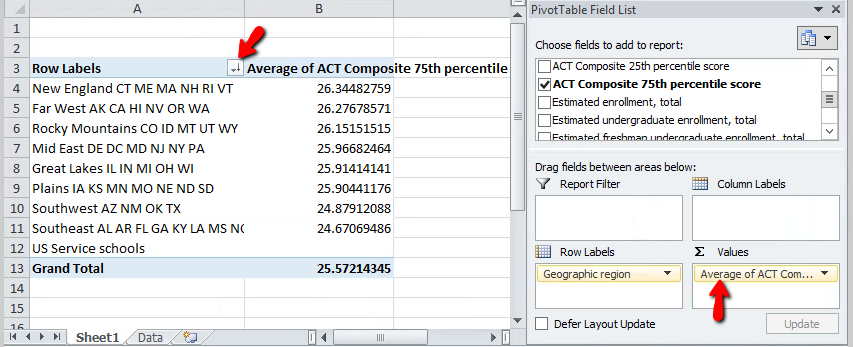 A B
PivotTable Field List
1
2
Choose fields to add to report:
3 Row Labels Average of ACT Composite 75th percentile
4 New England CT ME MA NH RI VT 26.34482759
5 Far West AK CA HI NV OR WA 26.27678571
6 Rocky Mountains CO ID MT UT WY 26.15151515
7 Mid East DE DC MD NJ NY PA 25.96682464
8 Great Lakes IL IN MI OH WI 25.91414141
9 Plains IA KS MN MO NE ND SD 25.90441176
10 Southwest AZ NM OK TX 24.87912088
11 Southeast AL AR FL GA KY LA MS NC 24.67069486
12 US Service schools
13 Grand Total 25.57214345
14
15
16
Sheet1 Data
ACT Composite 25th percentile score
ACT Composite 75th percentile score
Estimated enrollment, total
Estimated undergraduate enrollment, total
Estimated freshman undergraduate enrollment, total
Drag fields between areas below:
Report Filter Column Labels
Row Labels Σ Values
Geographic region Average of ACT Com...
Defer Layout Update Update